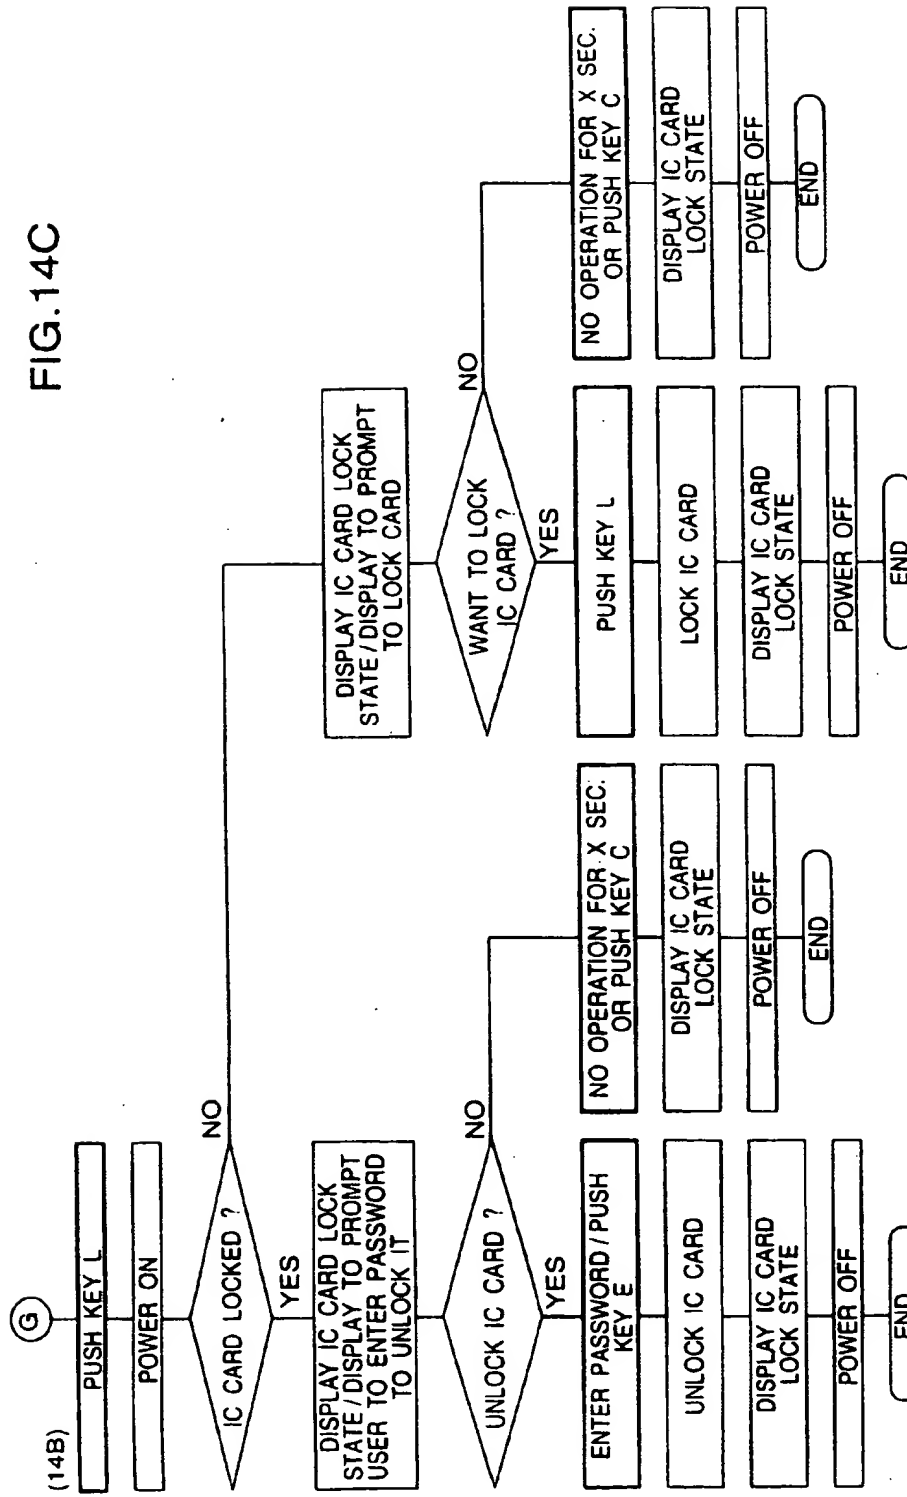 FIG.14C
(14B)
G
PUSH KEY L
POWER ON
IC CARD LOCKED ?
NO
YES
DISPLAY IC CARD LOCK
STATE / DISPLAY TO PROMPT
USER TO ENTER PASSWORD
TO UNLOCK IT
UNLOCK IC CARD ?
NO
YES
ENTER PASSWORD / PUSH
KEY E
UNLOCK IC CARD
DISPLAY IC CARD
LOCK STATE
POWER OFF
END
NO OPERATION FOR X SEC.
OR PUSH KEY C
DISPLAY IC CARD
LOCK STATE
POWER OFF
END
DISPLAY IC CARD LOCK
STATE / DISPLAY TO PROMPT
TO LOCK CARD
WANT TO LOCK
IC CARD ?
NO
YES
PUSH KEY L
LOCK IC CARD
DISPLAY IC CARD
LOCK STATE
POWER OFF
END
NO OPERATION FOR X SEC.
OR PUSH KEY C
DISPLAY IC CARD
LOCK STATE
POWER OFF
END